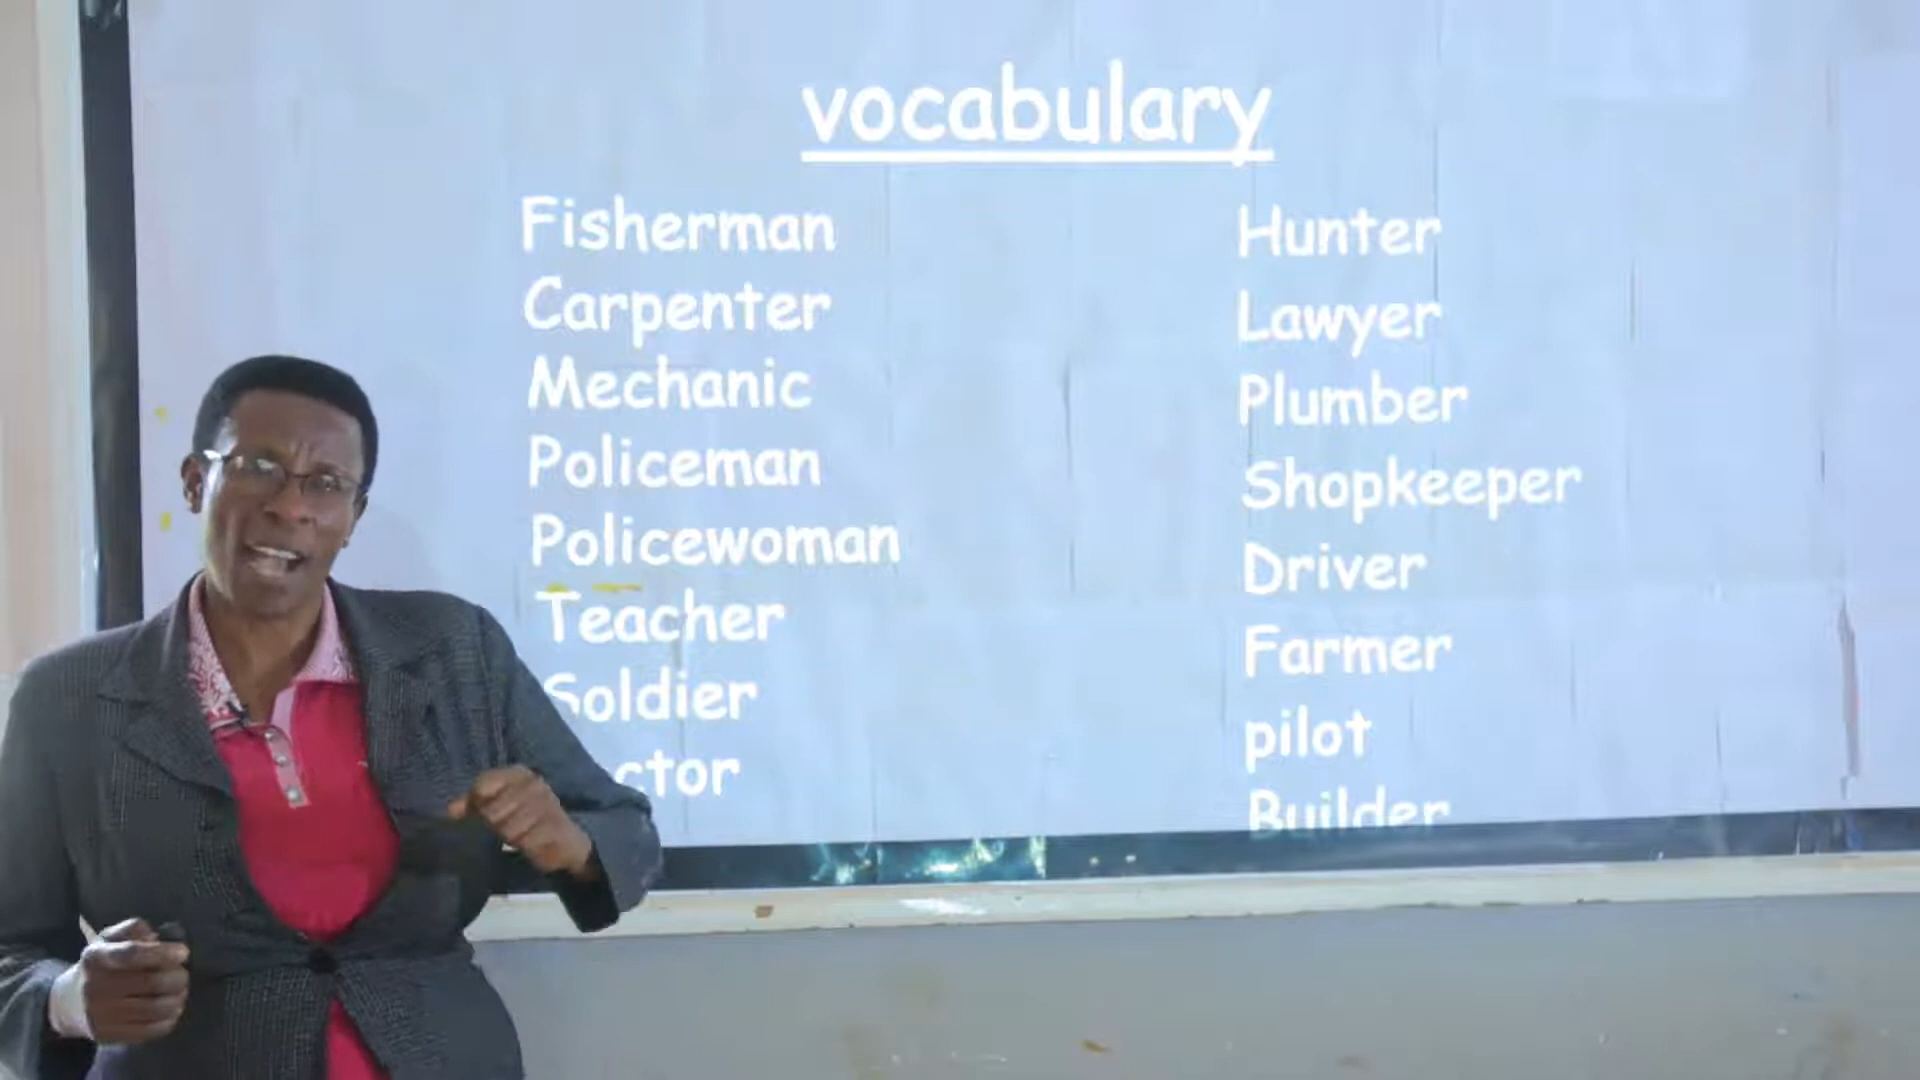 vocabulary
Fisherman
Carpenter
Mechanic
Policeman
Policewoman
Teacher
Soldier
Hunter
Lawyer
Plumber
Shopkeeper
Driver
Farmer
pilot
Builder